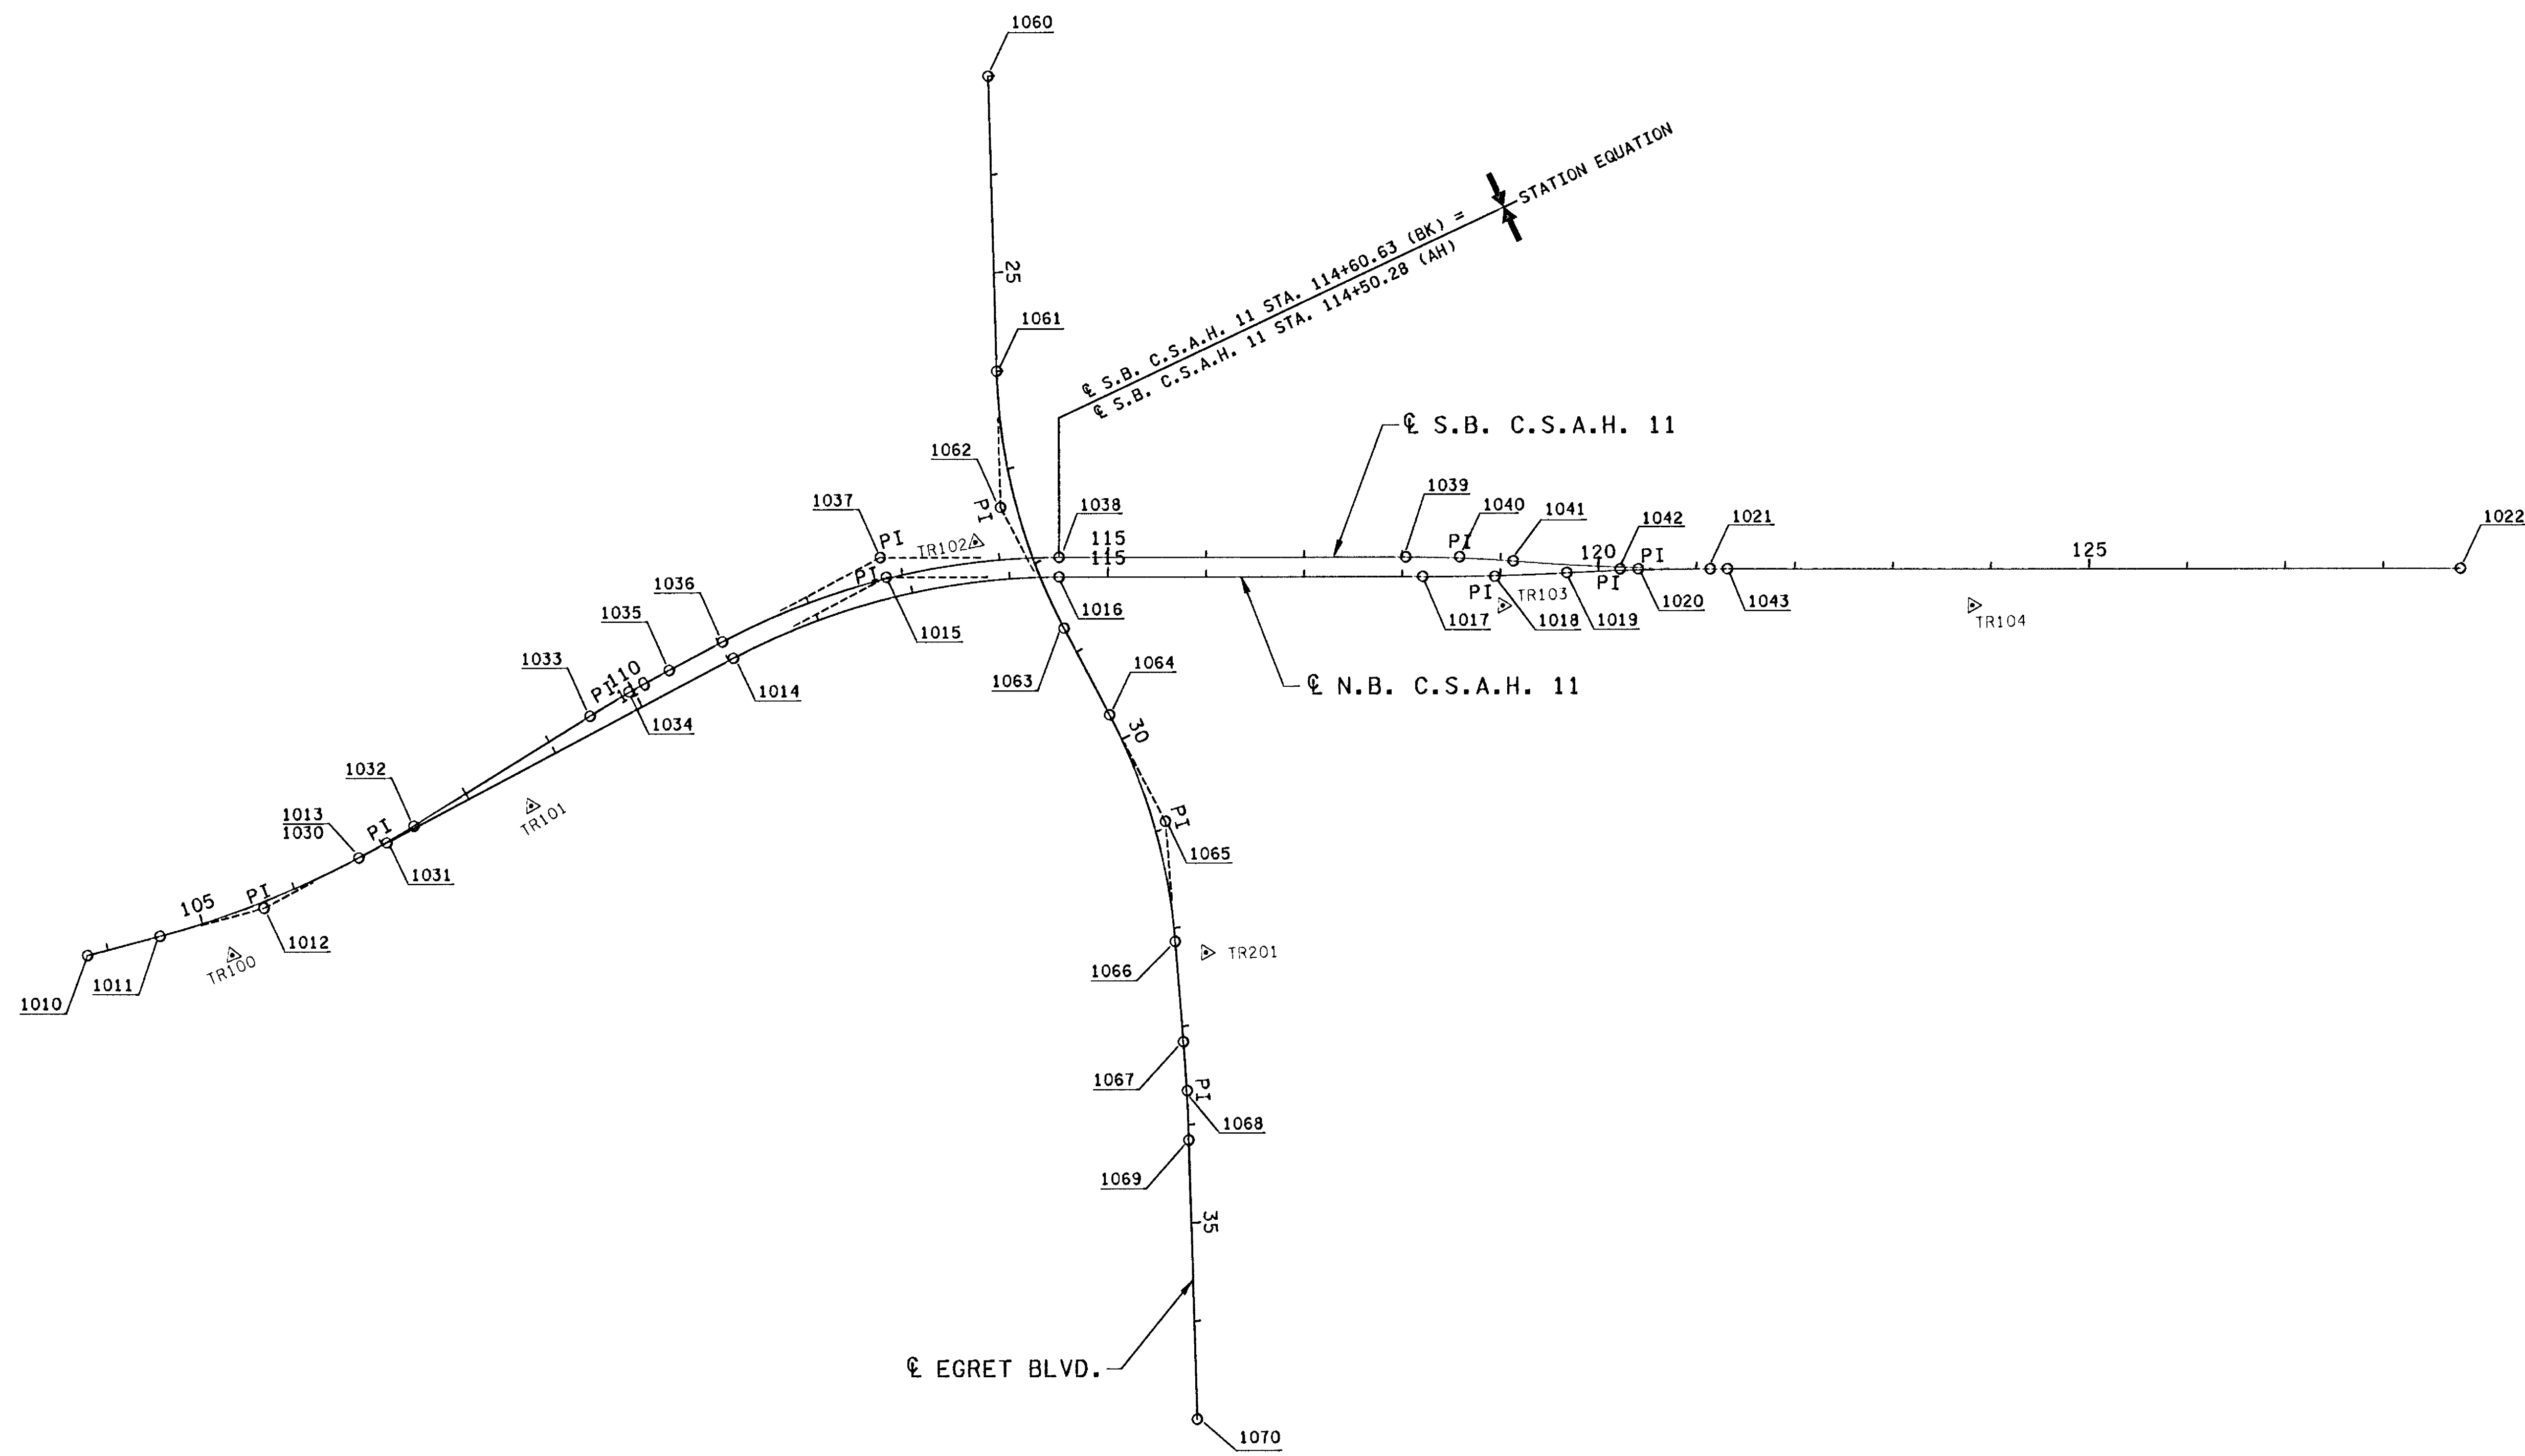 1060
STATION EQUATION
℄ S.B. C.S.A.H. 11 STA. 114+60.63 (BK) =
℄ S.B. C.S.A.H. 11 STA. 114+50.28 (AH)
25
1061
℄ S.B. C.S.A.H. 11
1062
PI
1037
PI
TR102
1038
115
115
1039
1040
PI
1041
1042
120
PI
1021
125
1022
PI
1036
1035
1015
1016
PI
TR103
PI
1017
1018
1019
1020
1043
TR104
1033
PI
110
110
1034
1014
1063
1064
℄ N.B. C.S.A.H. 11
30
1032
1013
1030
PI
1031
TR101
PI
1065
105
PI
1012
TR100
1011
1010
1066
TR201
1067
PI
1068
1069
35
℄ EGRET BLVD.
1070